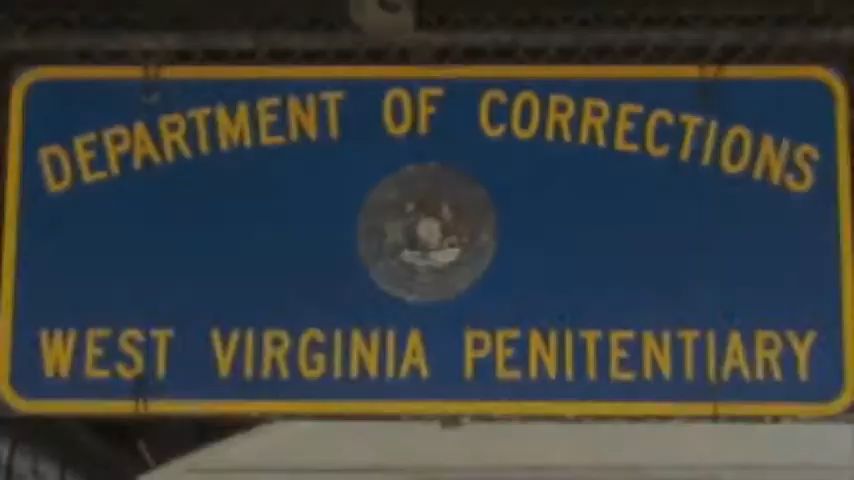 DEPARTMENT OF CORRECTIONS
WEST VIRGINIA PENITENTIARY